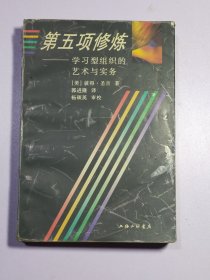 第五项修炼
——学习型组织的
艺术与实务
[美] 彼得·圣吉 著
郭进隆 译
杨硕英 审校
上海三联书店